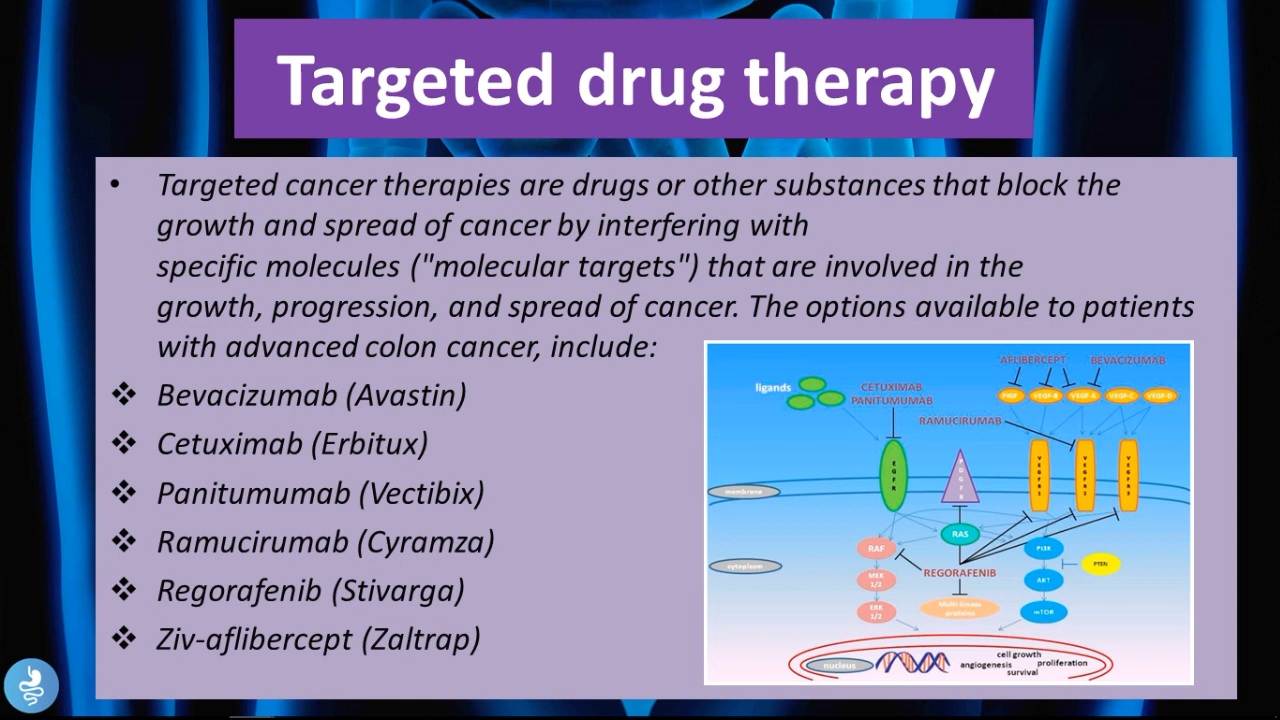 Targeted drug therapy
• Targeted cancer therapies are drugs or other substances that block the
growth and spread of cancer by interfering with
specific molecules ("molecular targets") that are involved in the
growth, progression, and spread of cancer. The options available to patients
with advanced colon cancer, include:
❖ Bevacizumab (Avastin)
❖ Cetuximab (Erbitux)
❖ Panitumumab (Vectibix)
❖ Ramucirumab (Cyramza)
❖ Regorafenib (Stivarga)
❖ Ziv-aflibercept (Zaltrap)
AFLIBERCEPT BEVACIZUMAB
ligands
CETUXIMAB
PANITUMUMAB
PlGF VEGF-B VEGF-A VEGF-C VEGF-D
RAMUCIRUMAB
EGFR
PDGFR
VEGFR1
VEGFR2
VEGFR3
membrane
RAS
RAF
PI3K
cytoplasm
PTEN
REGORAFENIB
MEK
1/2
AKT
Multi-kinase
proteins
ERK
1/2
mTOR
nucleus
cell growth
angiogenesis proliferation
survival